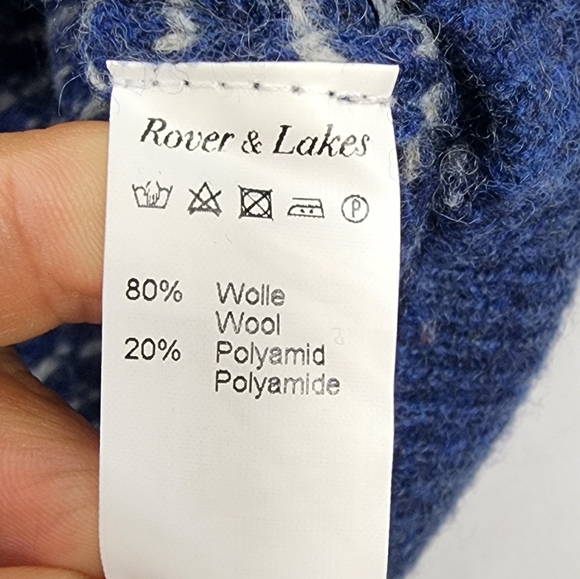 Rover & Lakes
P
80% Wolle
Wool
20% Polyamid
Polyamide